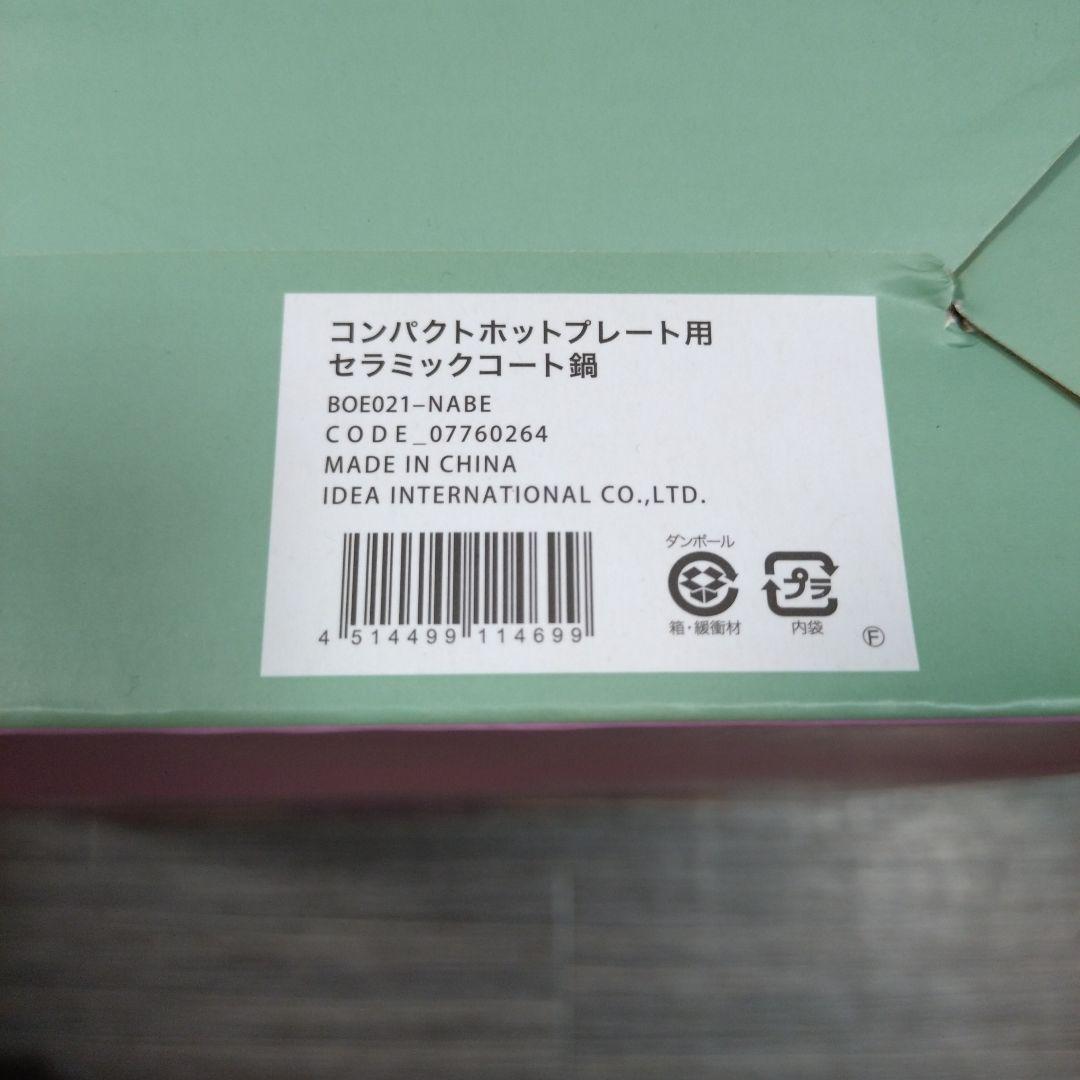 コンパクトホットプレート用
セラミックコート鍋
BOE021-NABE
CODE_07760264
MADE IN CHINA
IDEA INTERNATIONAL CO.,LTD.
4 514499 114699
ダンボール
箱・緩衝材
プラ
内袋
F